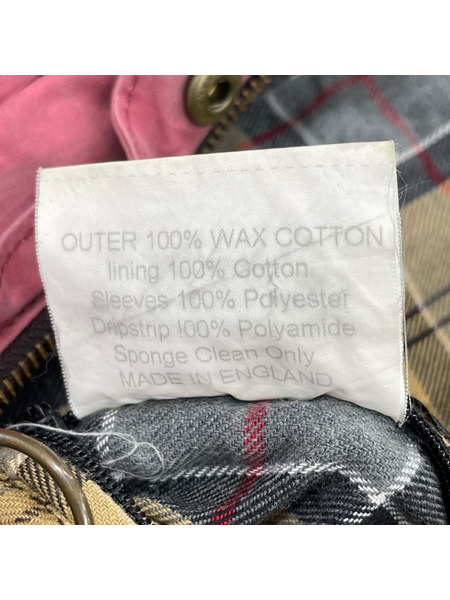 OUTER 100% WAX COTTON
lining 100% Cotton
Sleeves 100% Polyester
Dripstrip 100% Polyamide
Sponge Clean Only
MADE IN ENGLAND